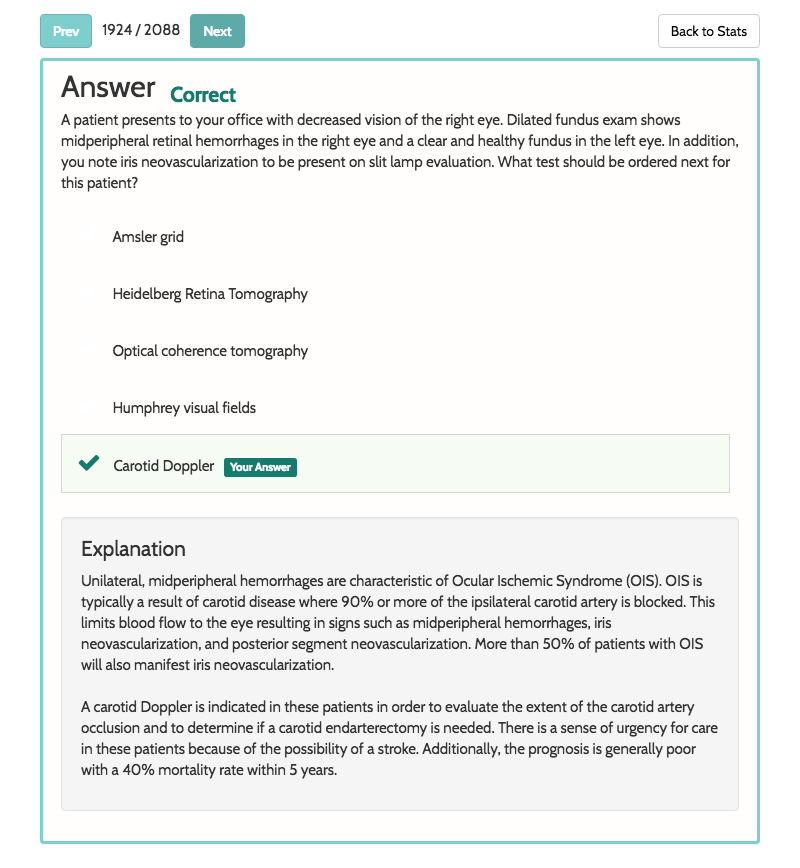 Prev 1924 / 2088 Next Back to Stats
Answer Correct
A patient presents to your office with decreased vision of the right eye. Dilated fundus exam shows
midperipheral retinal hemorrhages in the right eye and a clear and healthy fundus in the left eye. In addition,
you note iris neovascularization to be present on slit lamp evaluation. What test should be ordered next for
this patient?
Amsler grid
Heidelberg Retina Tomography
Optical coherence tomography
Humphrey visual fields
Carotid Doppler Your Answer
Explanation
Unilateral, midperipheral hemorrhages are characteristic of Ocular Ischemic Syndrome (OIS). OIS is
typically a result of carotid disease where 90% or more of the ipsilateral carotid artery is blocked. This
limits blood flow to the eye resulting in signs such as midperipheral hemorrhages, iris
neovascularization, and posterior segment neovascularization. More than 50% of patients with OIS
will also manifest iris neovascularization.
A carotid Doppler is indicated in these patients in order to evaluate the extent of the carotid artery
occlusion and to determine if a carotid endarterectomy is needed. There is a sense of urgency for care
in these patients because of the possibility of a stroke. Additionally, the prognosis is generally poor
with a 40% mortality rate within 5 years.